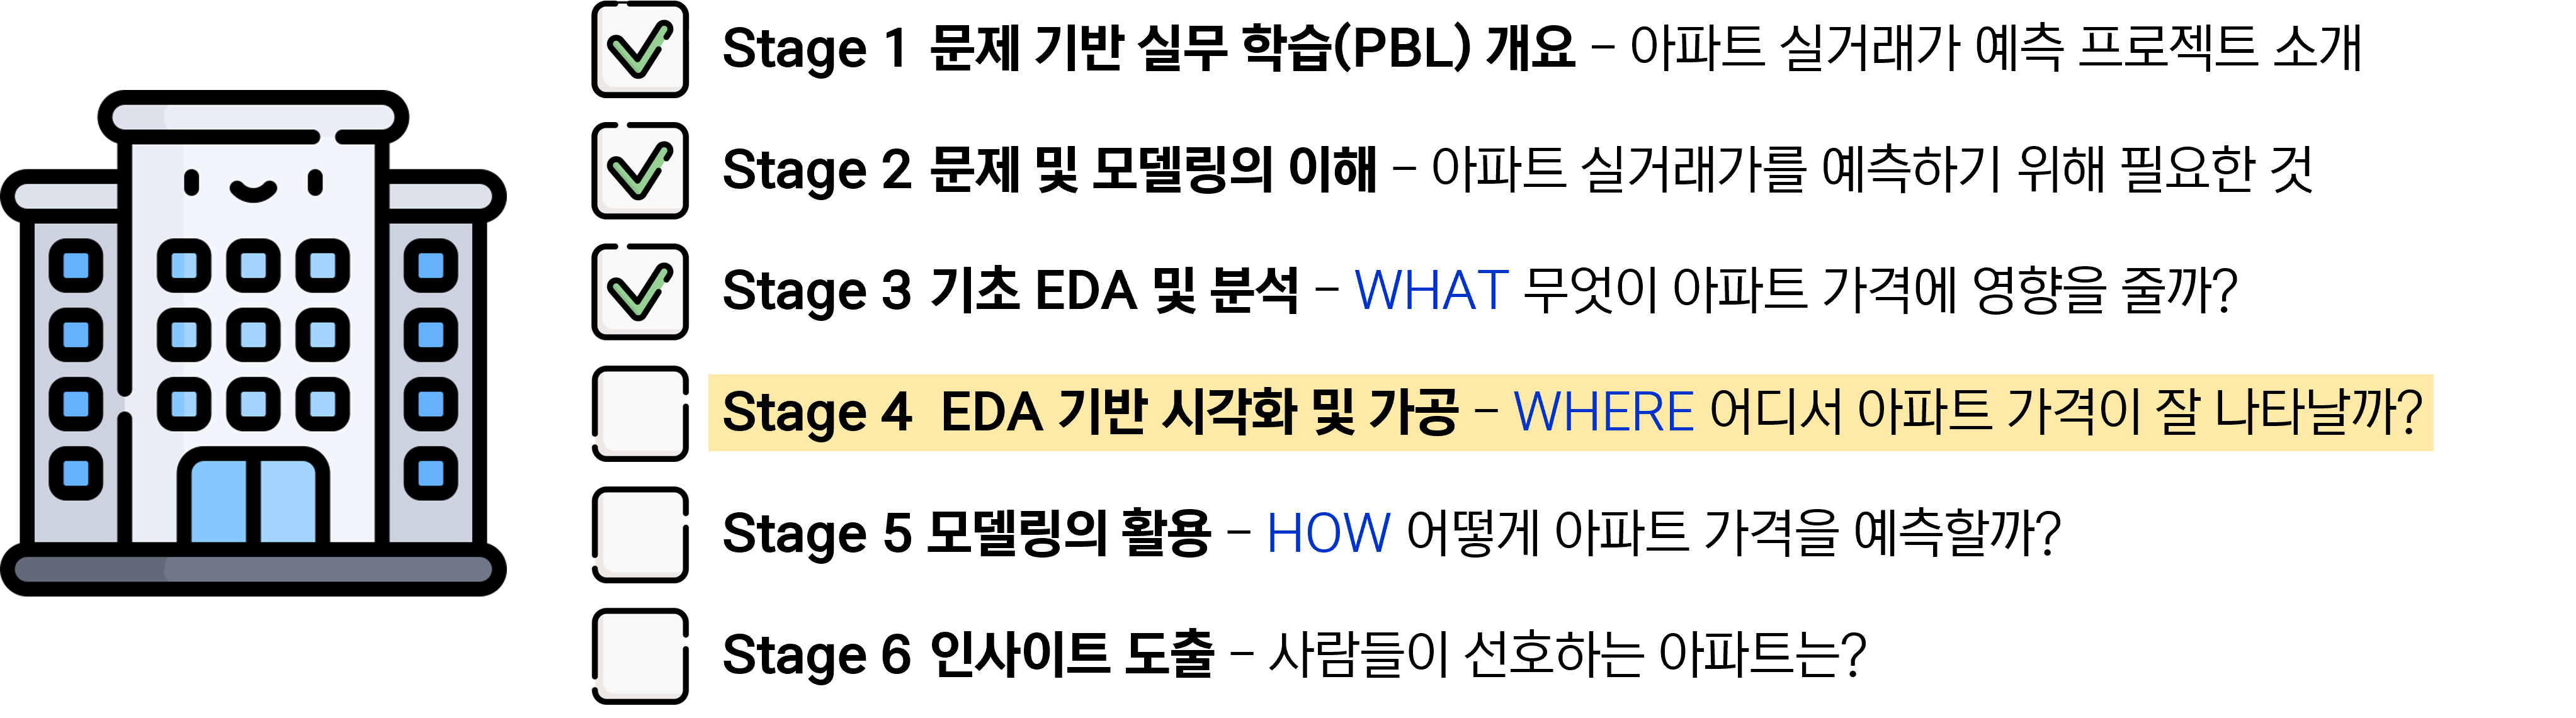 Stage 1 문제 기반 실무 학습(PBL) 개요 – 아파트 실거래가 예측 프로젝트 소개
Stage 2 문제 및 모델링의 이해 – 아파트 실거래가를 예측하기 위해 필요한 것
Stage 3 기초 EDA 및 분석 – WHAT 무엇이 아파트 가격에 영향을 줄까?
Stage 4 EDA 기반 시각화 및 가공 – WHERE 어디서 아파트 가격이 잘 나타날까?
Stage 5 모델링의 활용 – HOW 어떻게 아파트 가격을 예측할까?
Stage 6 인사이트 도출 – 사람들이 선호하는 아파트는?